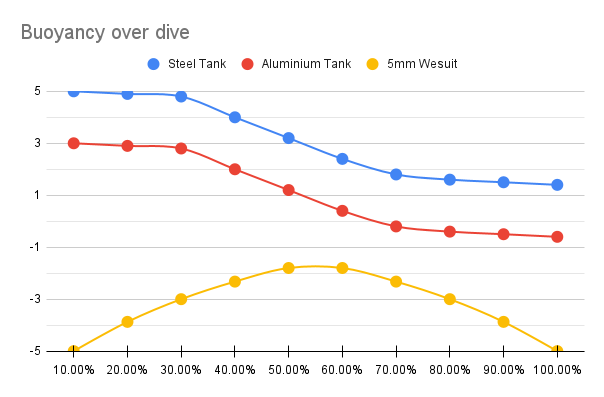 Buoyancy over dive
Steel Tank Aluminium Tank 5mm Wesuit
5
3
1
-1
-3
-5
10.00% 20.00% 30.00% 40.00% 50.00% 60.00% 70.00% 80.00% 90.00% 100.00%